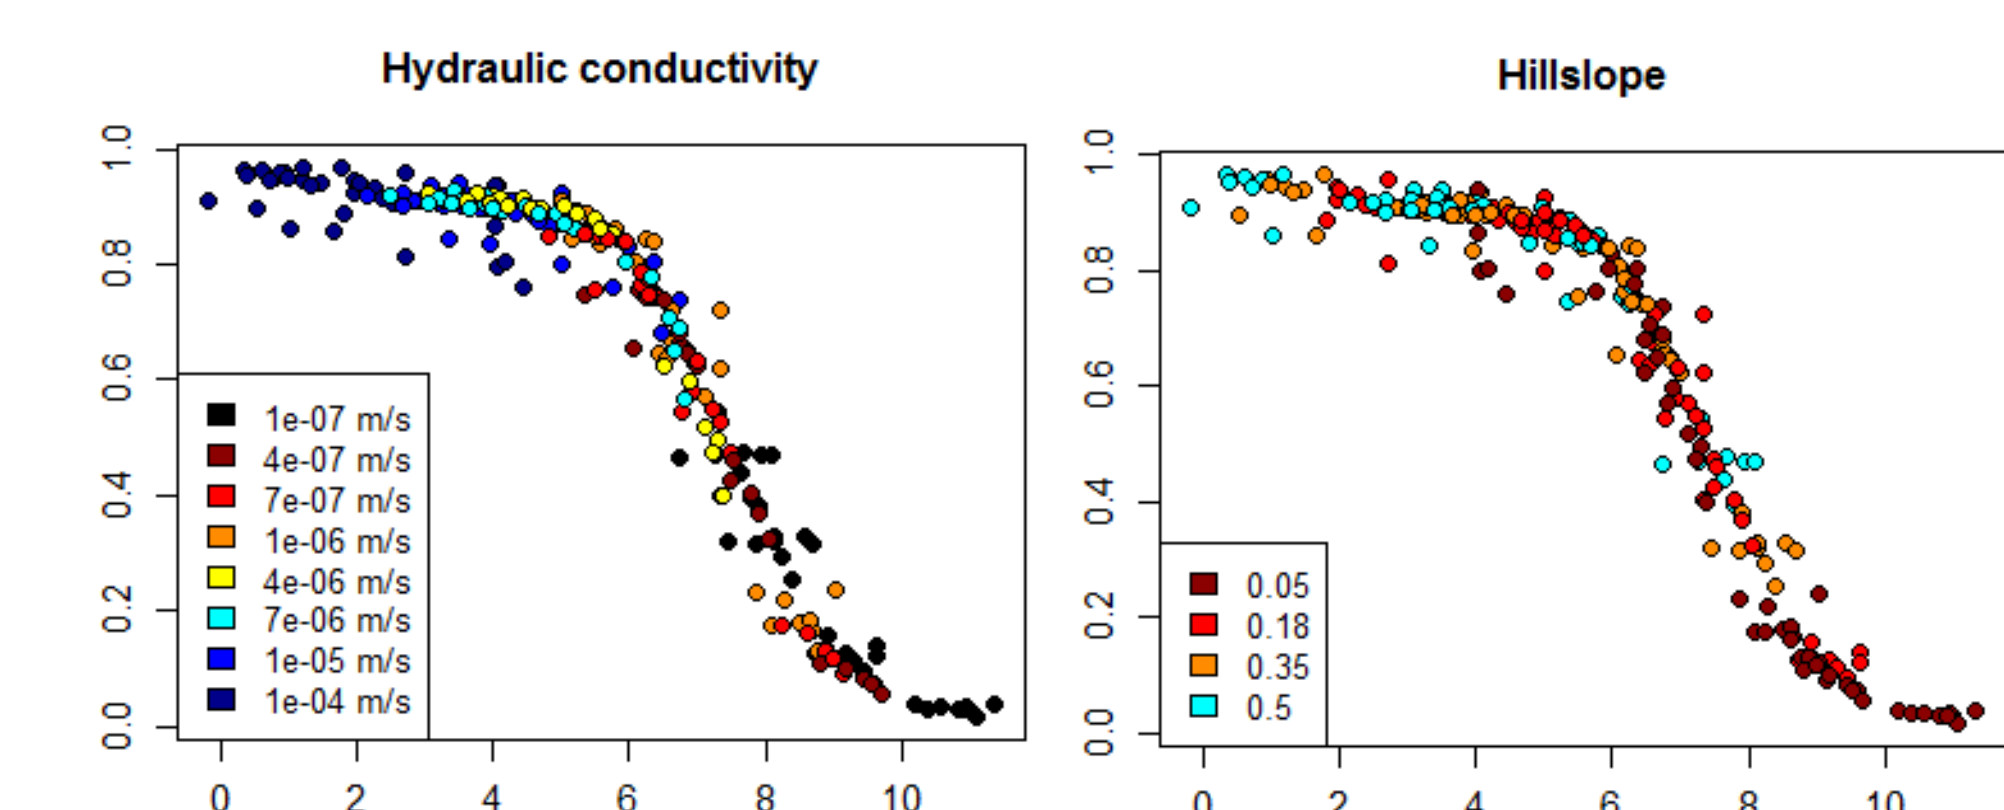 Hydraulic conductivity
1.0
0.8
0.6
0.4
0.2
0.0
1e-07 m/s
4e-07 m/s
7e-07 m/s
1e-06 m/s
4e-06 m/s
7e-06 m/s
1e-05 m/s
1e-04 m/s
0 2 4 6 8 10
Hillslope
1.0
0.8
0.6
0.4
0.2
0.0
0.05
0.18
0.35
0.5
0 2 4 6 8 10